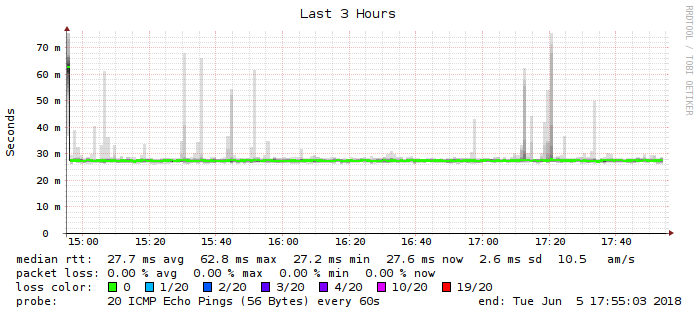 Last 3 Hours
RRDTOOL / TOBI OETIKER
Seconds
70 m
60 m
50 m
40 m
30 m
20 m
10 m
0
15:00 15:20 15:40 16:00 16:20 16:40 17:00 17:20 17:40
median rtt: 27.7 ms avg 62.8 ms max 27.2 ms min 27.6 ms now 2.6 ms sd 10.5 am/s
packet loss: 0.00 % avg 0.00 % max 0.00 % min 0.00 % now
loss color: 0 1/20 2/20 3/20 4/20 10/20 19/20
probe: 20 ICMP Echo Pings (56 Bytes) every 60s end: Tue Jun 5 17:55:03 2018